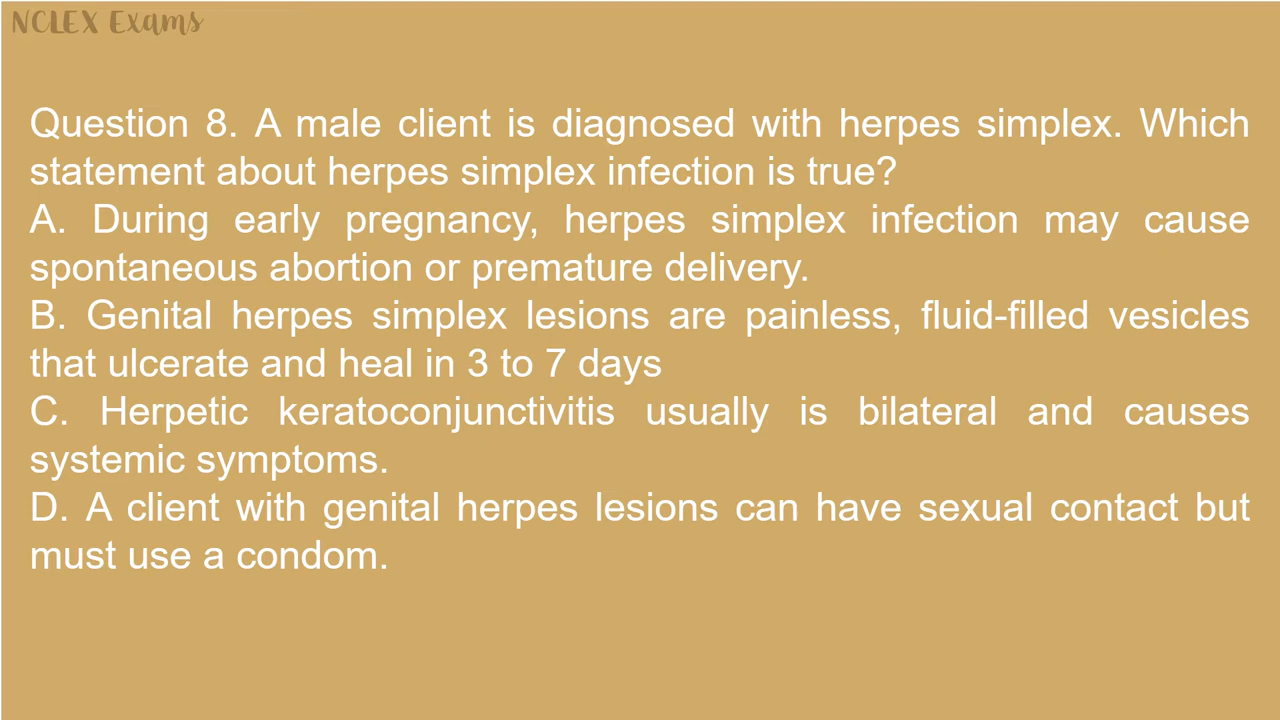 NCLEX Exams
Question 8. A male client is diagnosed with herpes simplex. Which
statement about herpes simplex infection is true?
A. During early pregnancy, herpes simplex infection may cause
spontaneous abortion or premature delivery.
B. Genital herpes simplex lesions are painless, fluid-filled vesicles
that ulcerate and heal in 3 to 7 days
C. Herpetic keratoconjunctivitis usually is bilateral and causes
systemic symptoms.
D. A client with genital herpes lesions can have sexual contact but
must use a condom.